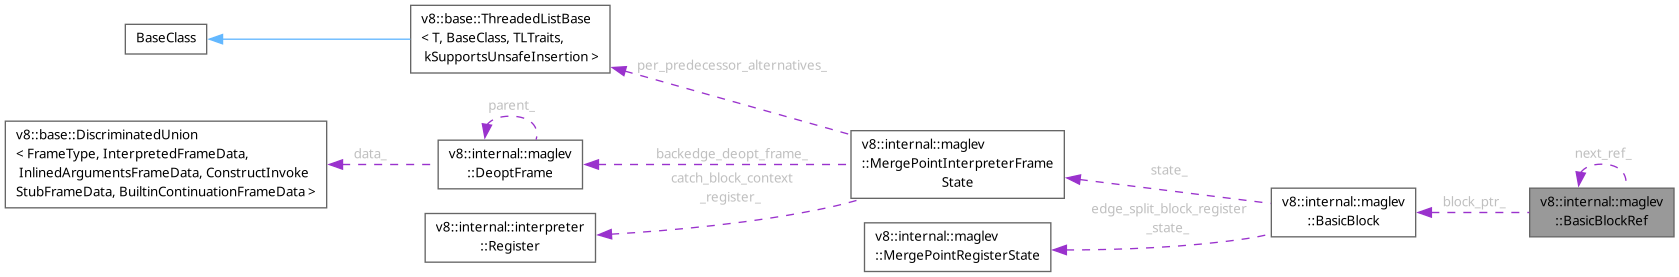 BaseClass
v8::base::ThreadedListBase
< T, BaseClass, TLTraits,
kSupportsUnsafeInsertion >
per_predecessor_alternatives_
v8::base::DiscriminatedUnion
< FrameType, InterpretedFrameData,
InlinedArgumentsFrameData, ConstructInvoke
StubFrameData, BuiltinContinuationFrameData >
data_
parent_
v8::internal::maglev
::DeoptFrame
backedge_deopt_frame_
catch_block_context
_register_
v8::internal::interpreter
::Register
v8::internal::maglev
::MergePointInterpreterFrame
State
v8::internal::maglev
::MergePointRegisterState
state_
edge_split_block_register
_state_
v8::internal::maglev
::BasicBlock
block_ptr_
next_ref_
v8::internal::maglev
::BasicBlockRef